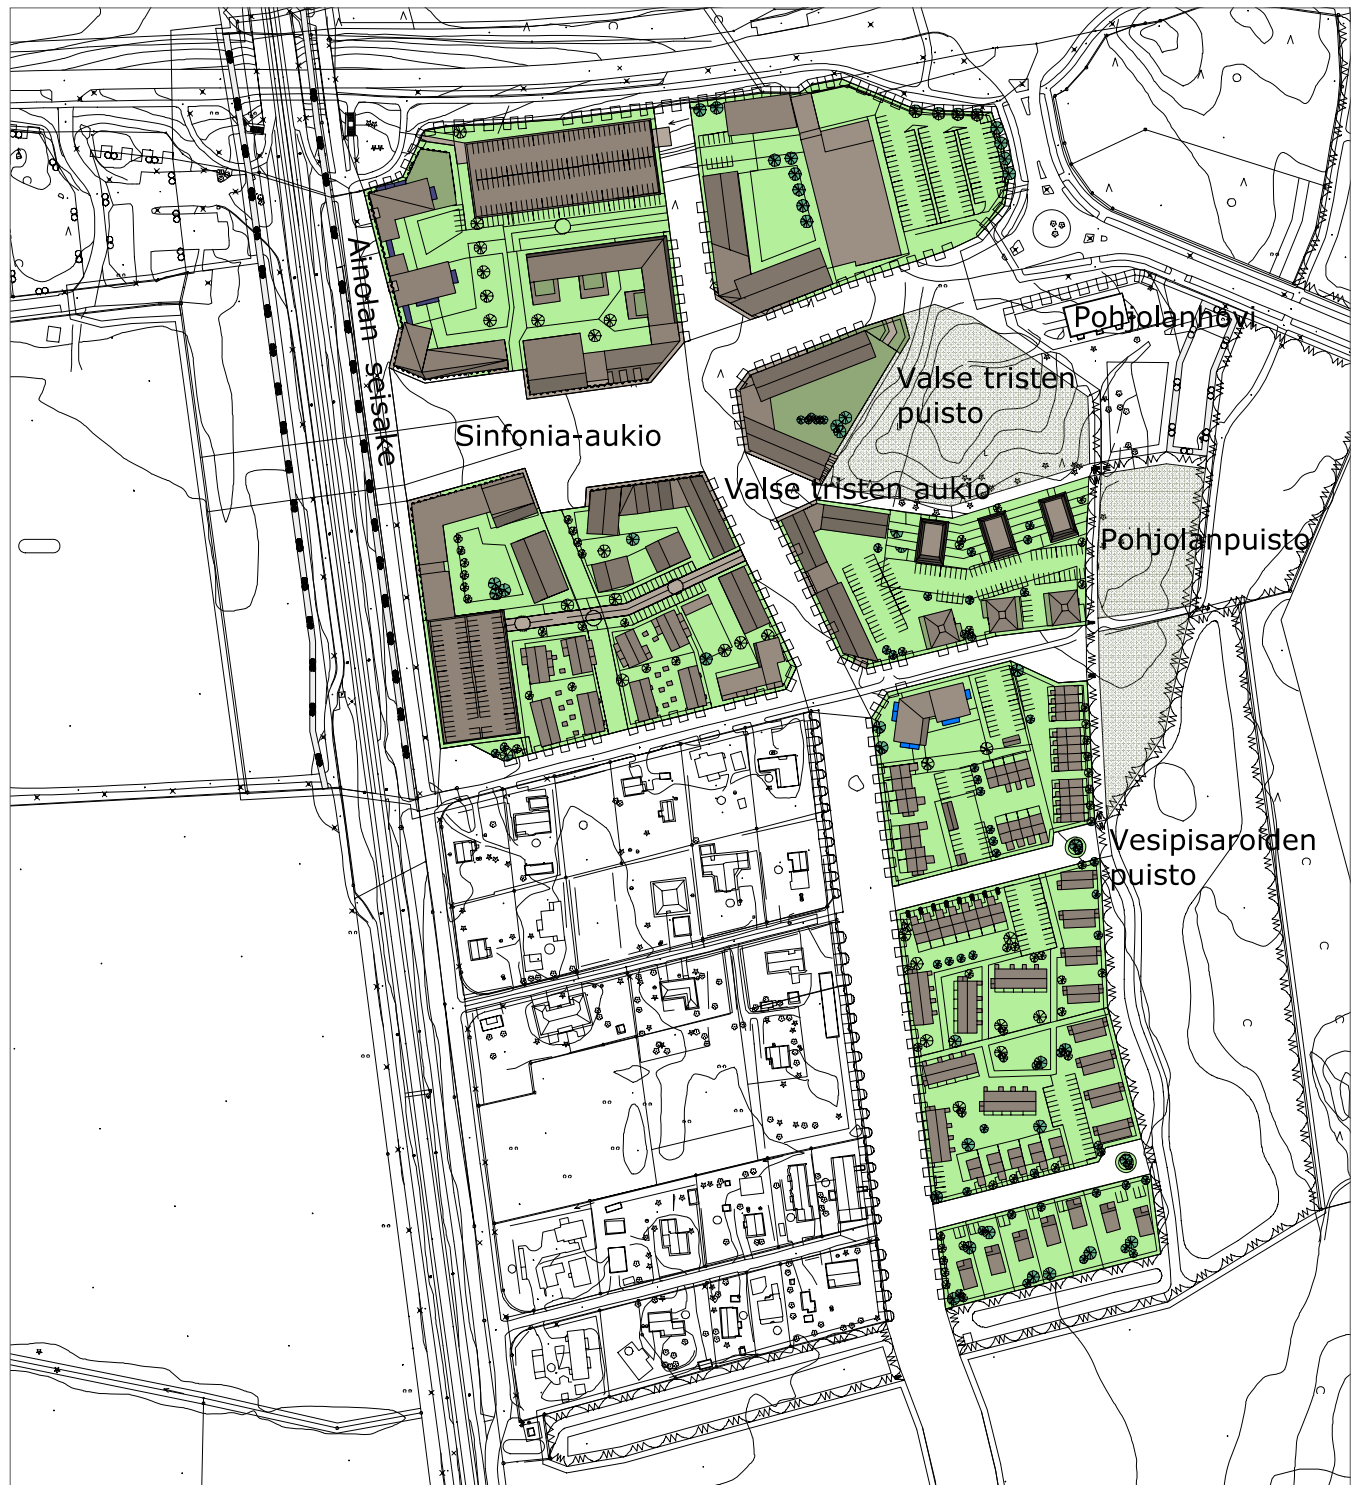 Pohjolanhovi
Ainolan seisake
Valse tristen
puisto
Sinfonia-aukio
Valse tristen aukio
Pohjolanpuisto
Vesipisaroiden
puisto